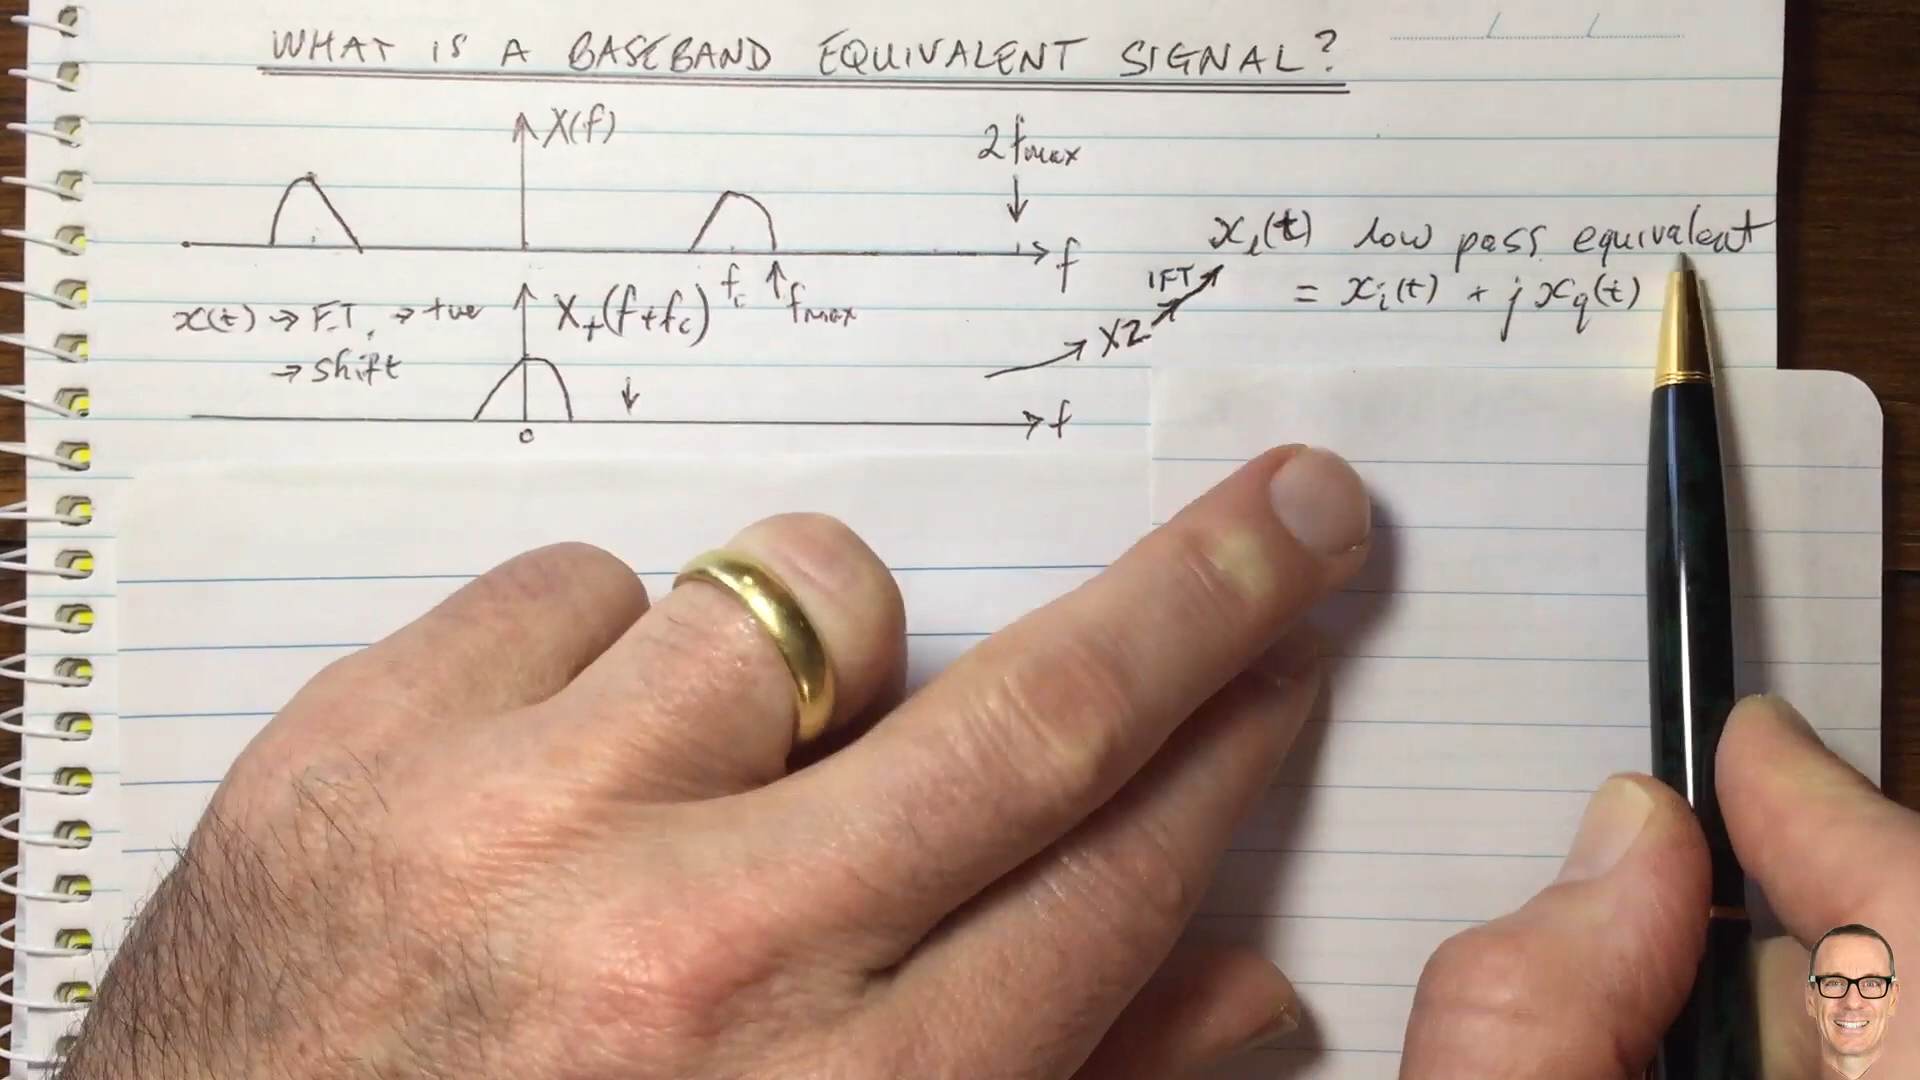 WHAT IS A BASEBAND EQUIVALENT SIGNAL?
X(f)
2fmax
f
fc
fmax
x(t) → FT → +ve
→ shift
X+(f+fc)
f
0
X2
IFT
xl(t) low pass equivalent
= xi(t) + j xq(t)